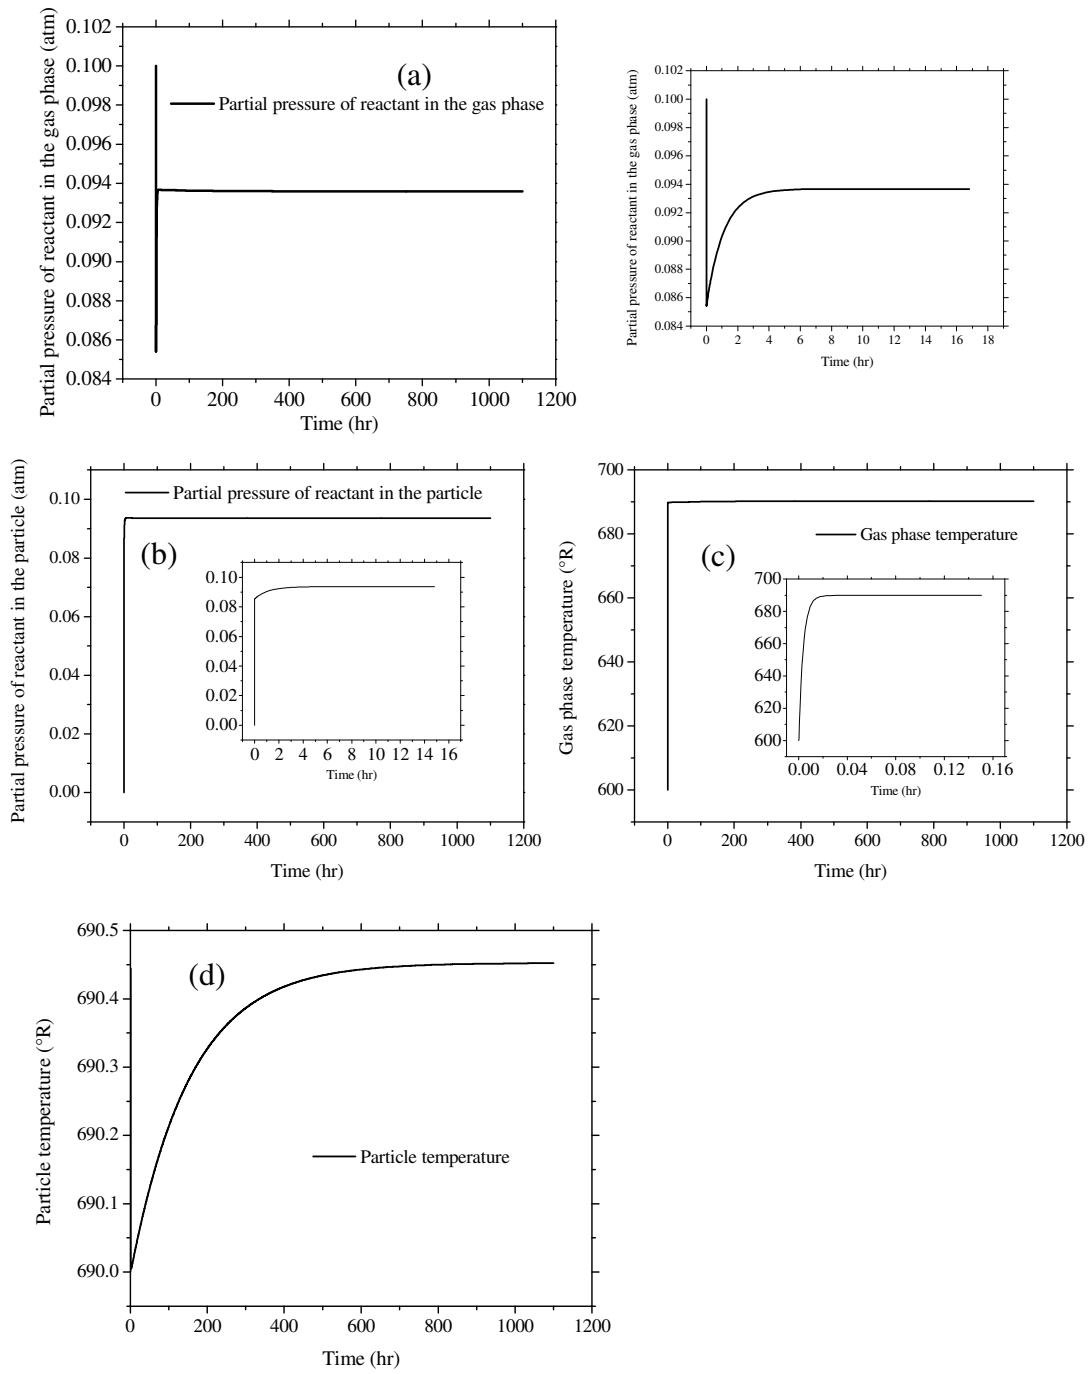 Partial pressure of reactant in the gas phase (atm)
0.102
0.100
0.098
0.096
0.094
0.092
0.090
0.088
0.086
0.084
(a)
Partial pressure of reactant in the gas phase
0 200 400 600 800 1000 1200
Time (hr)
Partial pressure of reactant in the gas phase (atm)
0.102
0.100
0.098
0.096
0.094
0.092
0.090
0.088
0.086
0.084
0 2 4 6 8 10 12 14 16 18
Time (hr)
Partial pressure of reactant in the particle (atm)
0.10
0.08
0.06
0.04
0.02
0.00
Partial pressure of reactant in the particle
(b)
0.10
0.08
0.06
0.04
0.02
0.00
0 2 4 6 8 10 12 14 16
Time (hr)
0 200 400 600 800 1000 1200
Time (hr)
Gas phase temperature (°R)
700
680
660
640
620
600
Gas phase temperature
(c)
700
680
660
640
620
600
0.00 0.04 0.08 0.12 0.16
Time (hr)
0 200 400 600 800 1000 1200
Time (hr)
Particle temperature (°R)
690.5
690.4
690.3
690.2
690.1
690.0
(d)
Particle temperature
0 200 400 600 800 1000 1200
Time (hr)